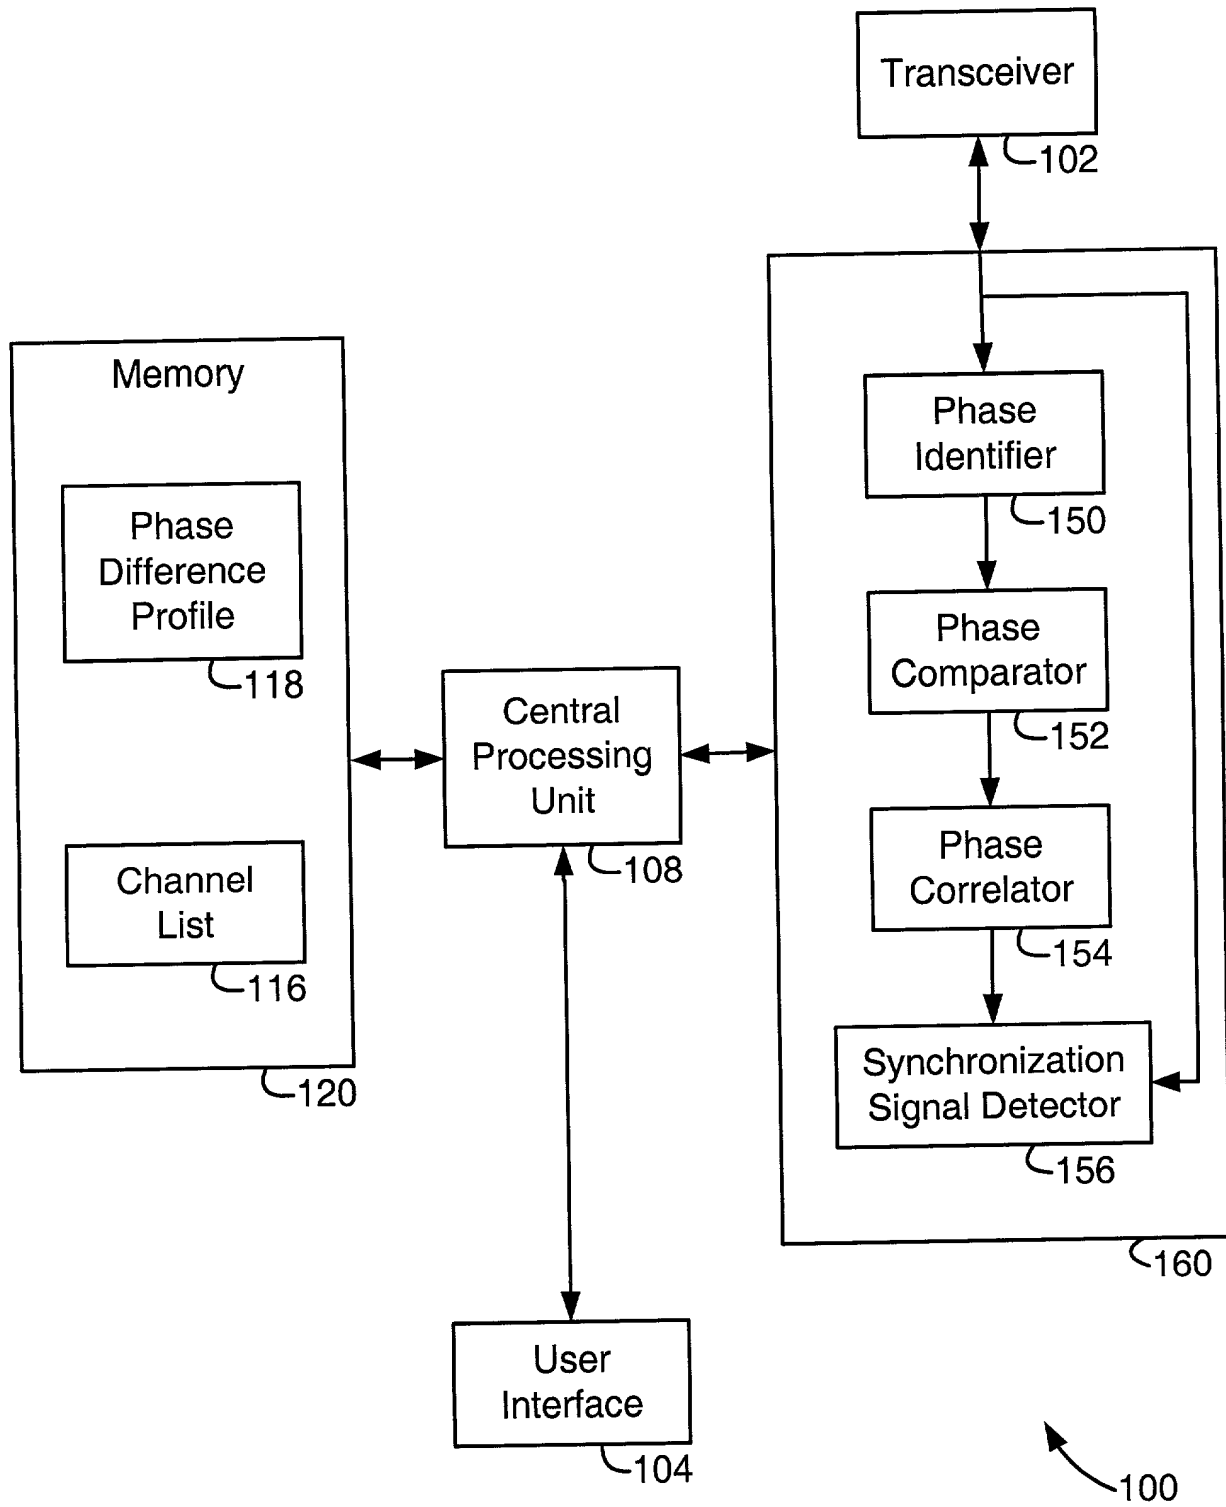 Transceiver
102
Memory
Phase
Difference
Profile
118
Channel
List
116
120
Central
Processing
Unit
108
Phase
Identifier
150
Phase
Comparator
152
Phase
Correlator
154
Synchronization
Signal Detector
156
160
User
Interface
104
100